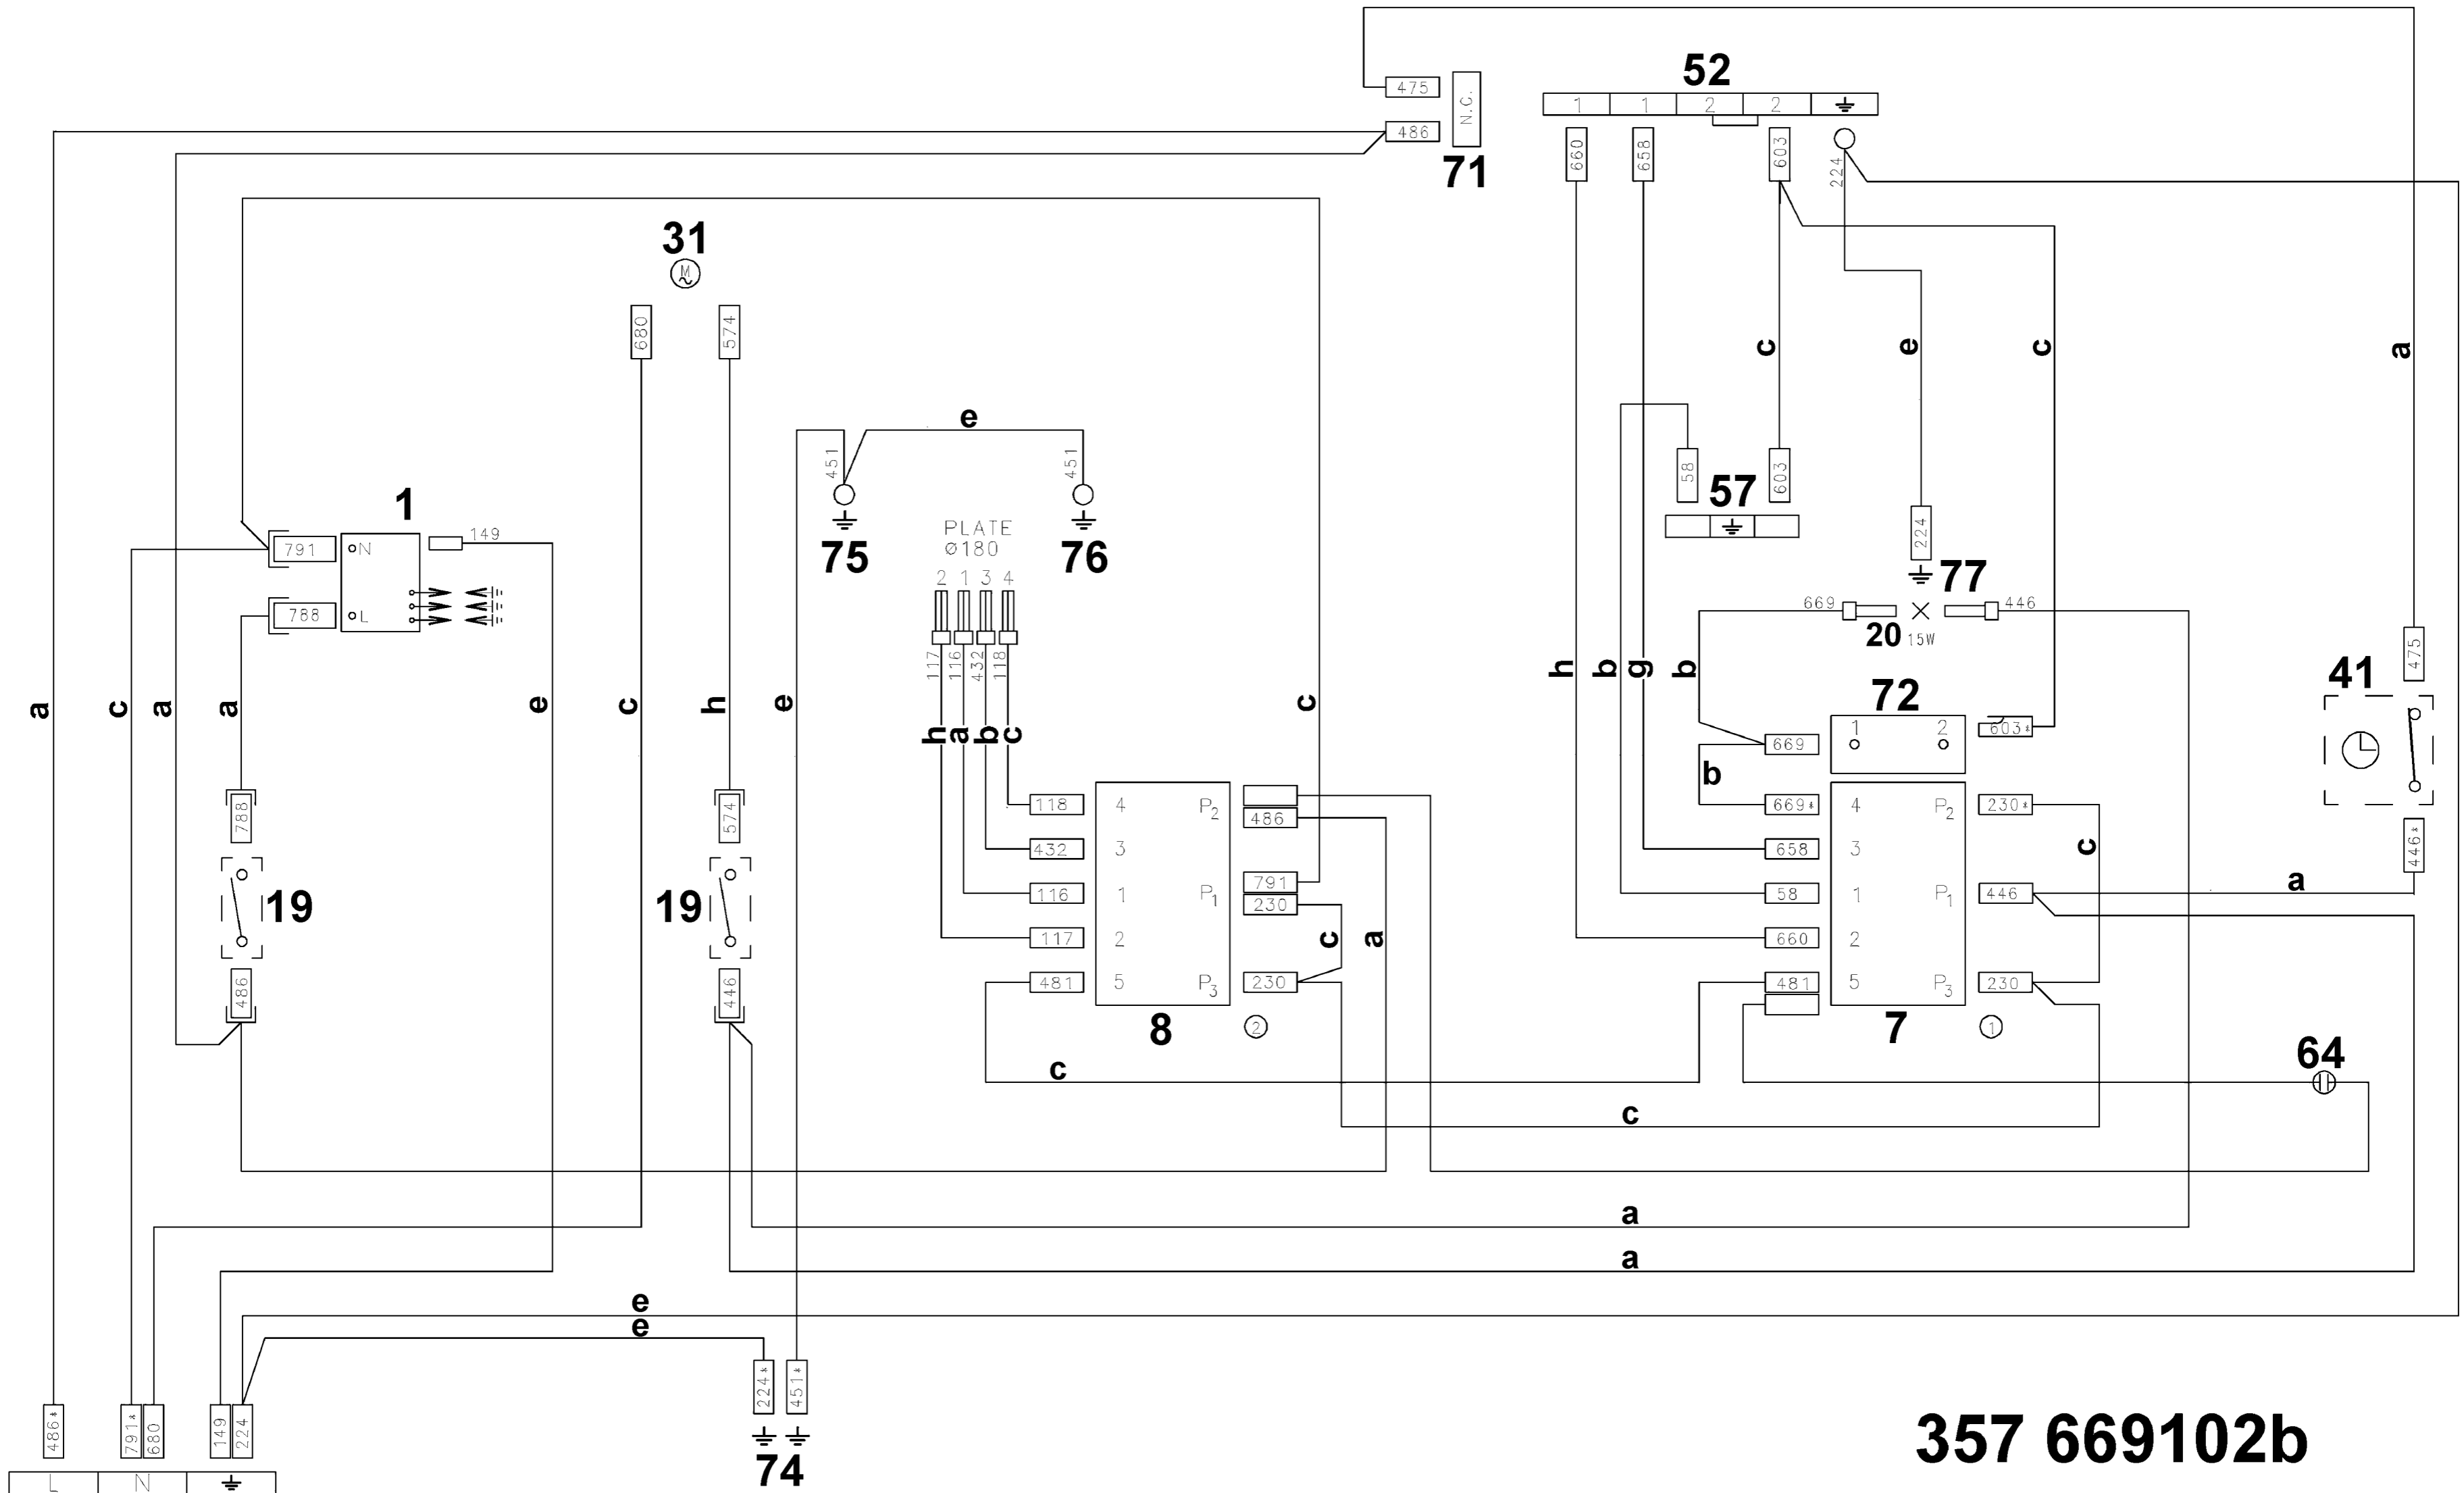 52
475
N.C.
1 1 2 2
486
71
660
658
603
224
31
M
680
574
c
e
c
a
e
451
451
58
57
603
1
149
PLATE
Ø180
75
76
791
N
224
77
2 1 3 4
669
446
788
L
20 15W
117
116
432
118
h
b
g
b
475
41
72
a
c
a
a
e
c
h
e
c
h
a
b
c
669
1
2
603*
b
788
574
118
4
P2
486
669*
4
P2
230*
446*
432
3
658
3
c
19
19
116
1
P1
791
230
58
1
P1
446
a
117
2
c
a
660
2
486
446
481
5
P3
230
481
5
P3
230
8
2
7
1
64
c
c
a
a
e
e
224*
451*
486*
791*
680
149
224
74
L
N
357 669102b